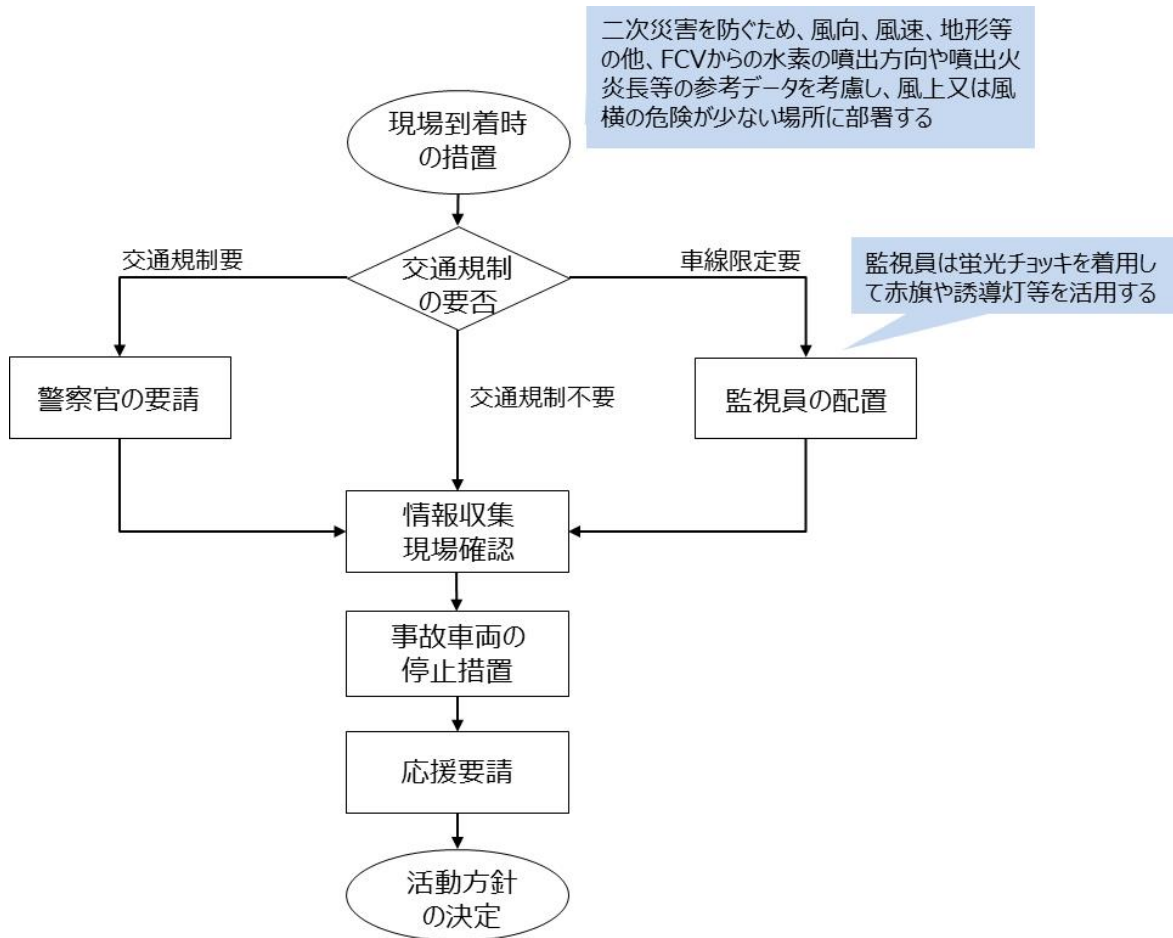 二次災害を防ぐため、風向、風速、地形等
の他、FCVからの水素の噴出方向や噴出火
炎長等の参考データを考慮し、風上又は風
横の危険が少ない場所に部署する
現場到着時
の措置
交通規制要
交通規制
の要否
車線限定要
監視員は蛍光チョッキを着用し
て赤旗や誘導灯等を活用する
警察官の要請
交通規制不要
監視員の配置
情報収集
現場確認
事故車両の
停止措置
応援要請
活動方針
の決定